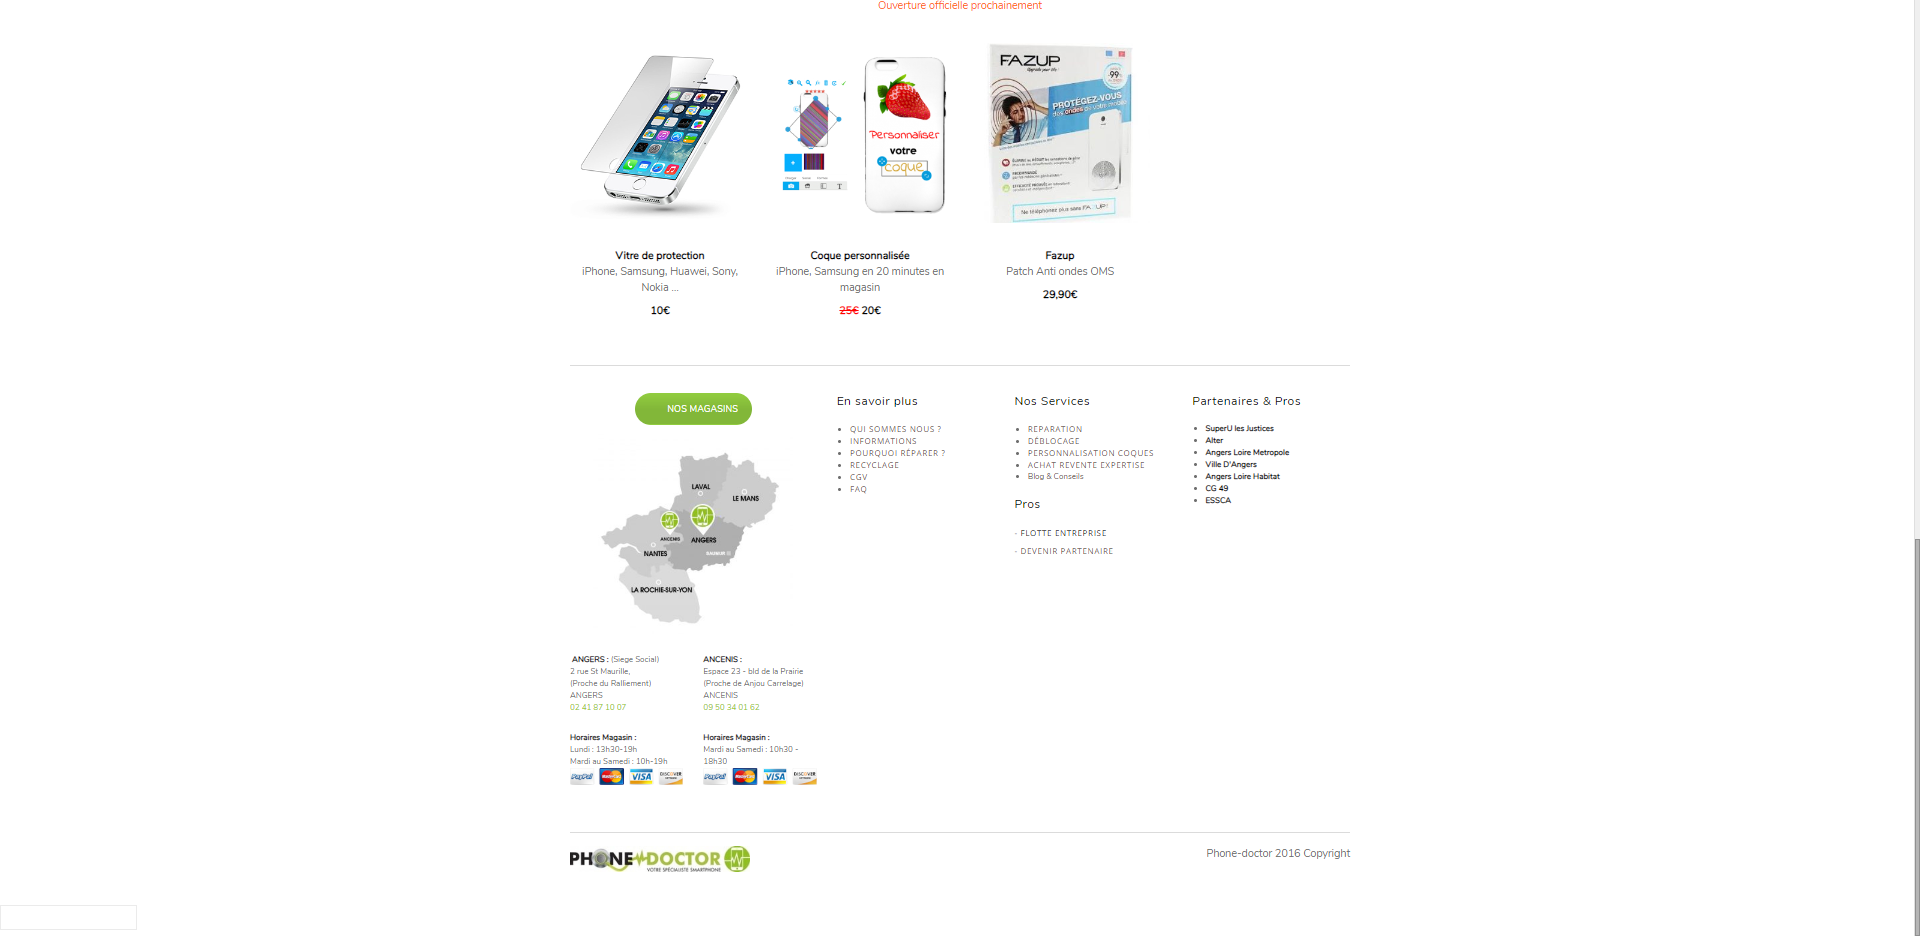 Ouverture officielle prochainement
FAZUP
PROTÉGEZ-VOUS
des ondes de votre mobile
Personnaliser
votre
coque
Ne téléphonez plus sans FAZUP!
Vitre de protection
iPhone, Samsung, Huawei, Sony,
Nokia ...
10€
Coque personnalisée
iPhone, Samsung en 20 minutes en
magasin
25€ 20€
Fazup
Patch Anti ondes OMS
29,90€
NOS MAGASINS
LAVAL
LE MANS
ANCENIS
ANGERS
NANTES
SAUMUR
LA ROCHE-SUR-YON
ANGERS : (Siege Social)
2 rue St Maurille,
(Proche du Ralliement)
ANGERS
02 41 87 10 07
Horaires Magasin :
Lundi : 13h30-19h
Mardi au Samedi : 10h-19h
PayPal MasterCard VISA DISCOVER
ANCENIS :
Espace 23 - bld de la Prairie
(Proche de Anjou Carrelage)
ANCENIS
09 50 34 01 62
Horaires Magasin :
Mardi au Samedi : 10h30 -
18h30
PayPal MasterCard VISA DISCOVER
En savoir plus
QUI SOMMES NOUS ?
INFORMATIONS
POURQUOI RÉPARER ?
RECYCLAGE
CGV
FAQ
Nos Services
REPARATION
DÉBLOCAGE
PERSONNALISATION COQUES
ACHAT REVENTE EXPERTISE
Blog & Conseils
Pros
- FLOTTE ENTREPRISE
- DEVENIR PARTENAIRE
Partenaires & Pros
SuperU les Justices
Alter
Angers Loire Metropole
Ville D'Angers
Angers Loire Habitat
CG 49
ESSCA
PHONE DOCTOR
VOTRE SPÉCIALISTE SMARTPHONE
Phone-doctor 2016 Copyright